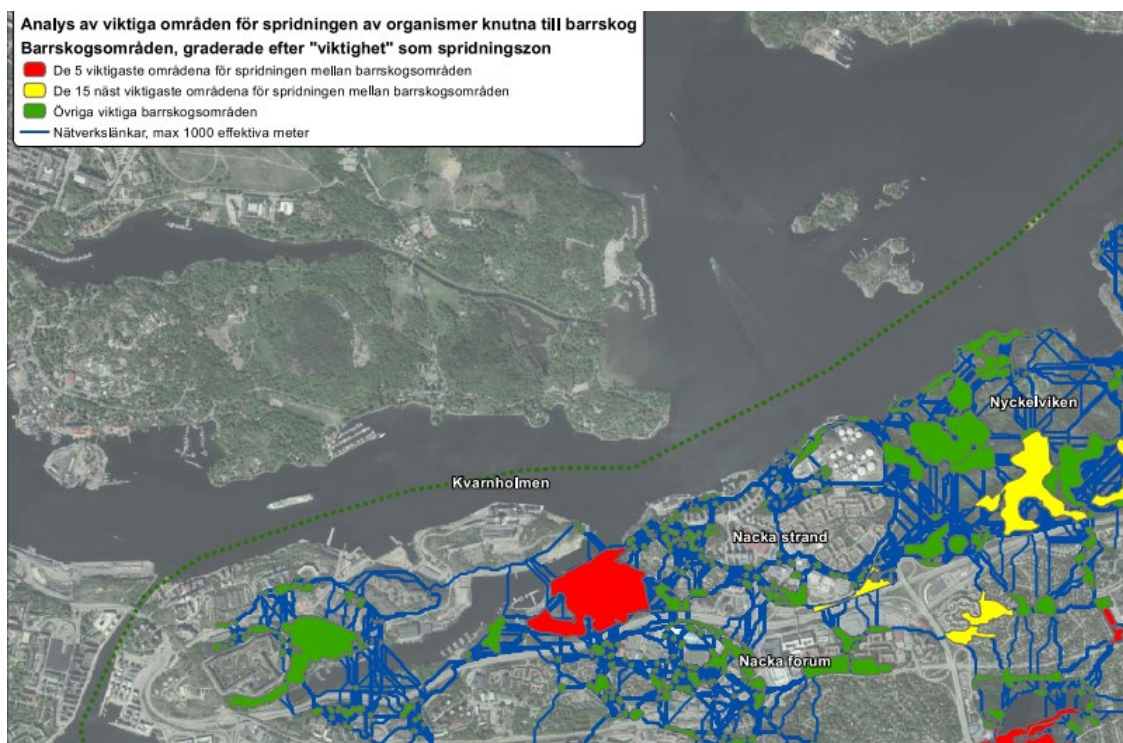 Analys av viktiga områden för spridningen av organismer knutna till barrskog
Barrskogsområden, graderade efter "viktighet" som spridningszon
De 5 viktigaste områdena för spridningen mellan barrskogsområden
De 15 näst viktigaste områdena för spridningen mellan barrskogsområden
Övriga viktiga barrskogsområden
Nätverkslänkar, max 1000 effektiva meter
Nyckelviken
Kvarnholmen
Nacka strand
Nacka forum